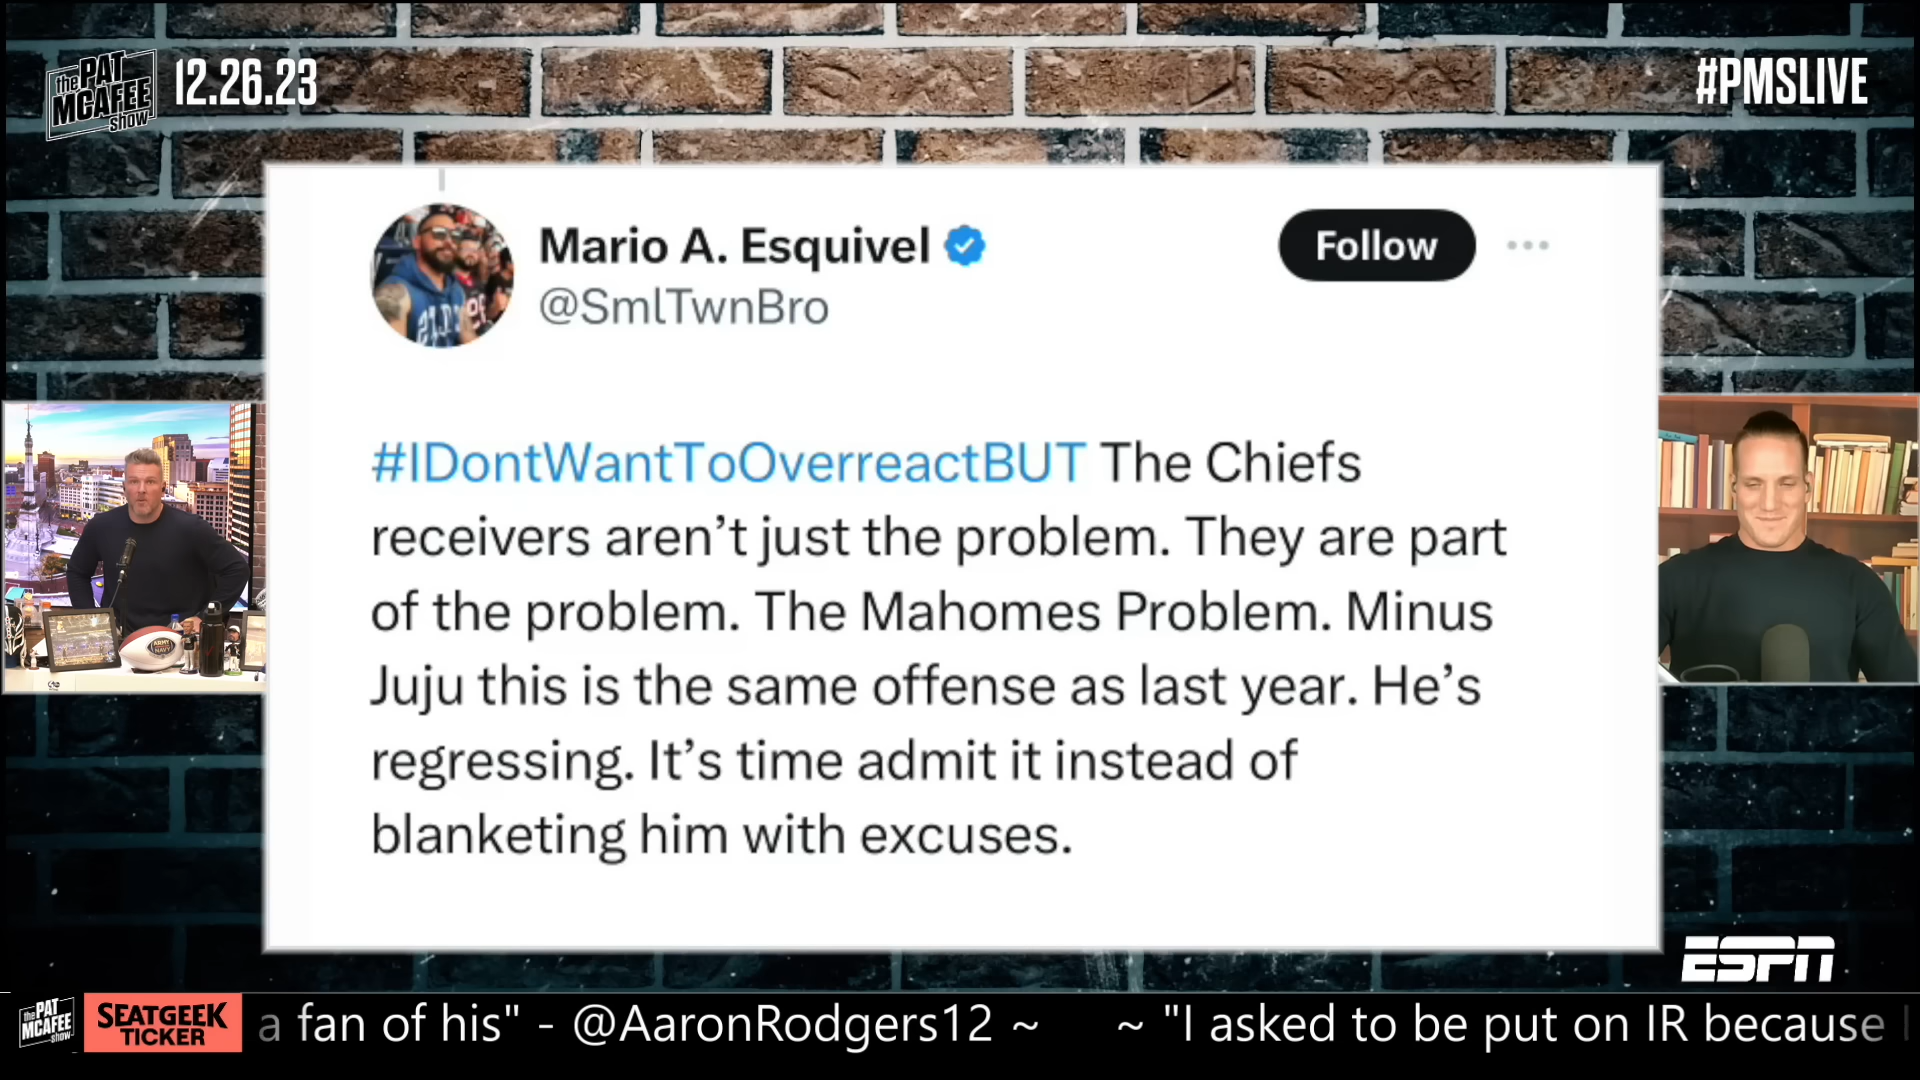 the PAT MCAFEE show
12.26.23
#PMSLIVE
Mario A. Esquivel
Follow
@SmlTwnBro
#IDontWantToOverreactBUT The Chiefs
receivers aren’t just the problem. They are part
of the problem. The Mahomes Problem. Minus
Juju this is the same offense as last year. He’s
regressing. It’s time admit it instead of
blanketing him with excuses.
ESPN
the PAT MCAFEE show
SEATGEEK
TICKER
a fan of his" - @AaronRodgers12 ~ ~ "I asked to be put on IR because